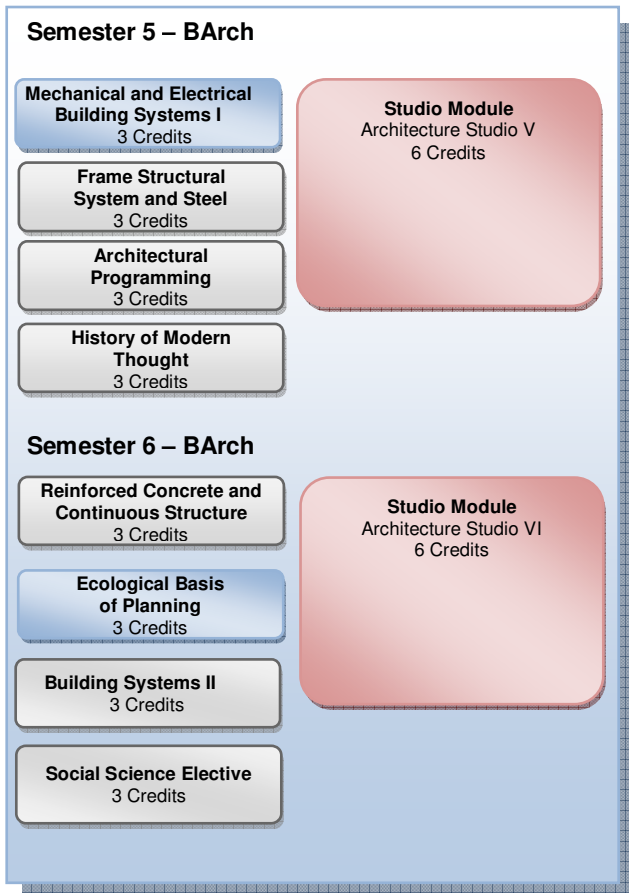 Semester 5 – BArch
Mechanical and Electrical
Building Systems I
3 Credits
Frame Structural
System and Steel
3 Credits
Architectural
Programming
3 Credits
History of Modern
Thought
3 Credits
Studio Module
Architecture Studio V
6 Credits
Semester 6 – BArch
Reinforced Concrete and
Continuous Structure
3 Credits
Ecological Basis
of Planning
3 Credits
Building Systems II
3 Credits
Social Science Elective
3 Credits
Studio Module
Architecture Studio VI
6 Credits